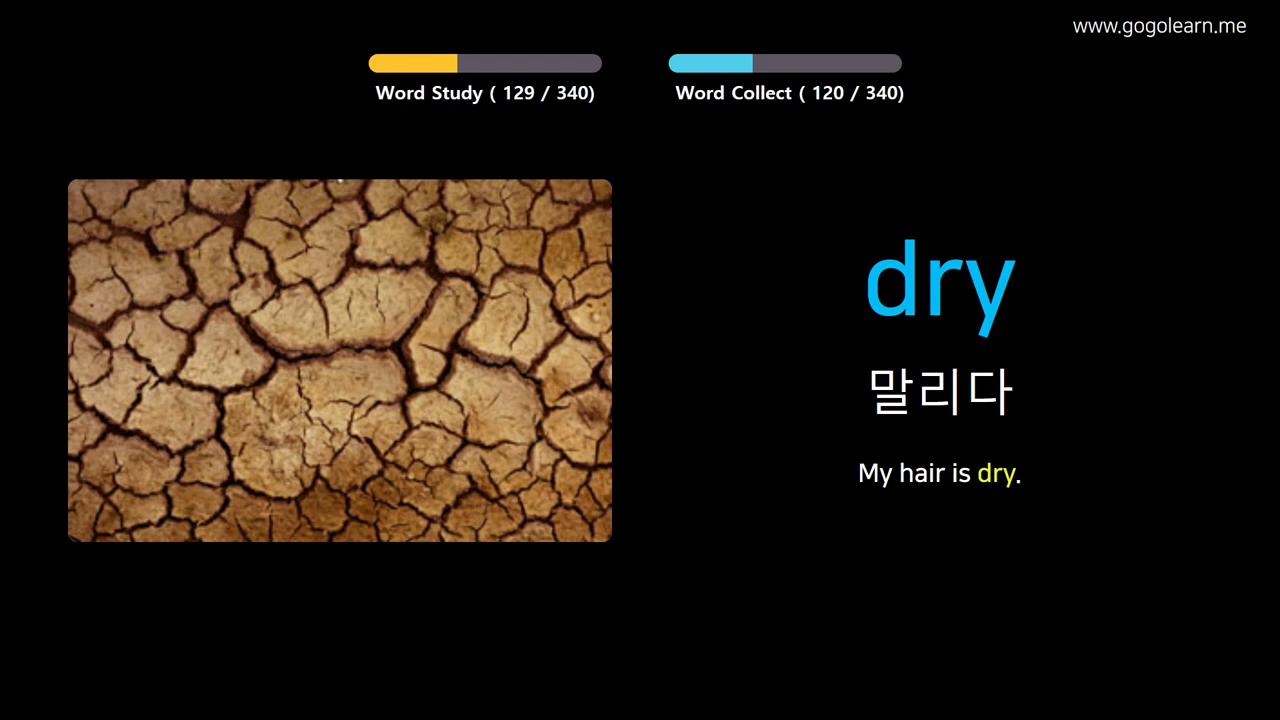 www.gogolearn.me
Word Study ( 129 / 340)
Word Collect ( 120 / 340)
dry
말리다
My hair is dry.